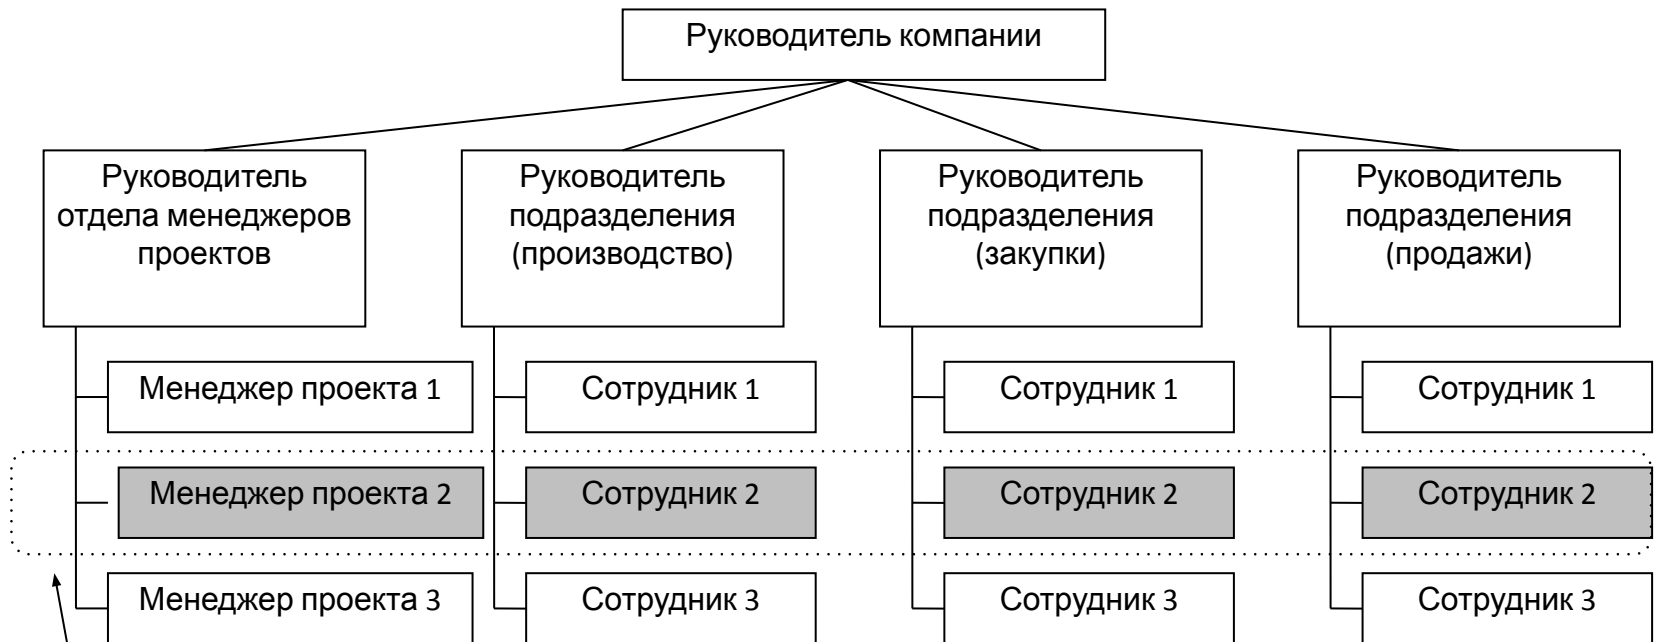 Руководитель компании
Руководитель
отдела менеджеров
проектов
Руководитель
подразделения
(производство)
Руководитель
подразделения
(закупки)
Руководитель
подразделения
(продажи)
Менеджер проекта 1
Сотрудник 1
Сотрудник 1
Сотрудник 1
Менеджер проекта 2
Сотрудник 2
Сотрудник 2
Сотрудник 2
Менеджер проекта 3
Сотрудник 3
Сотрудник 3
Сотрудник 3